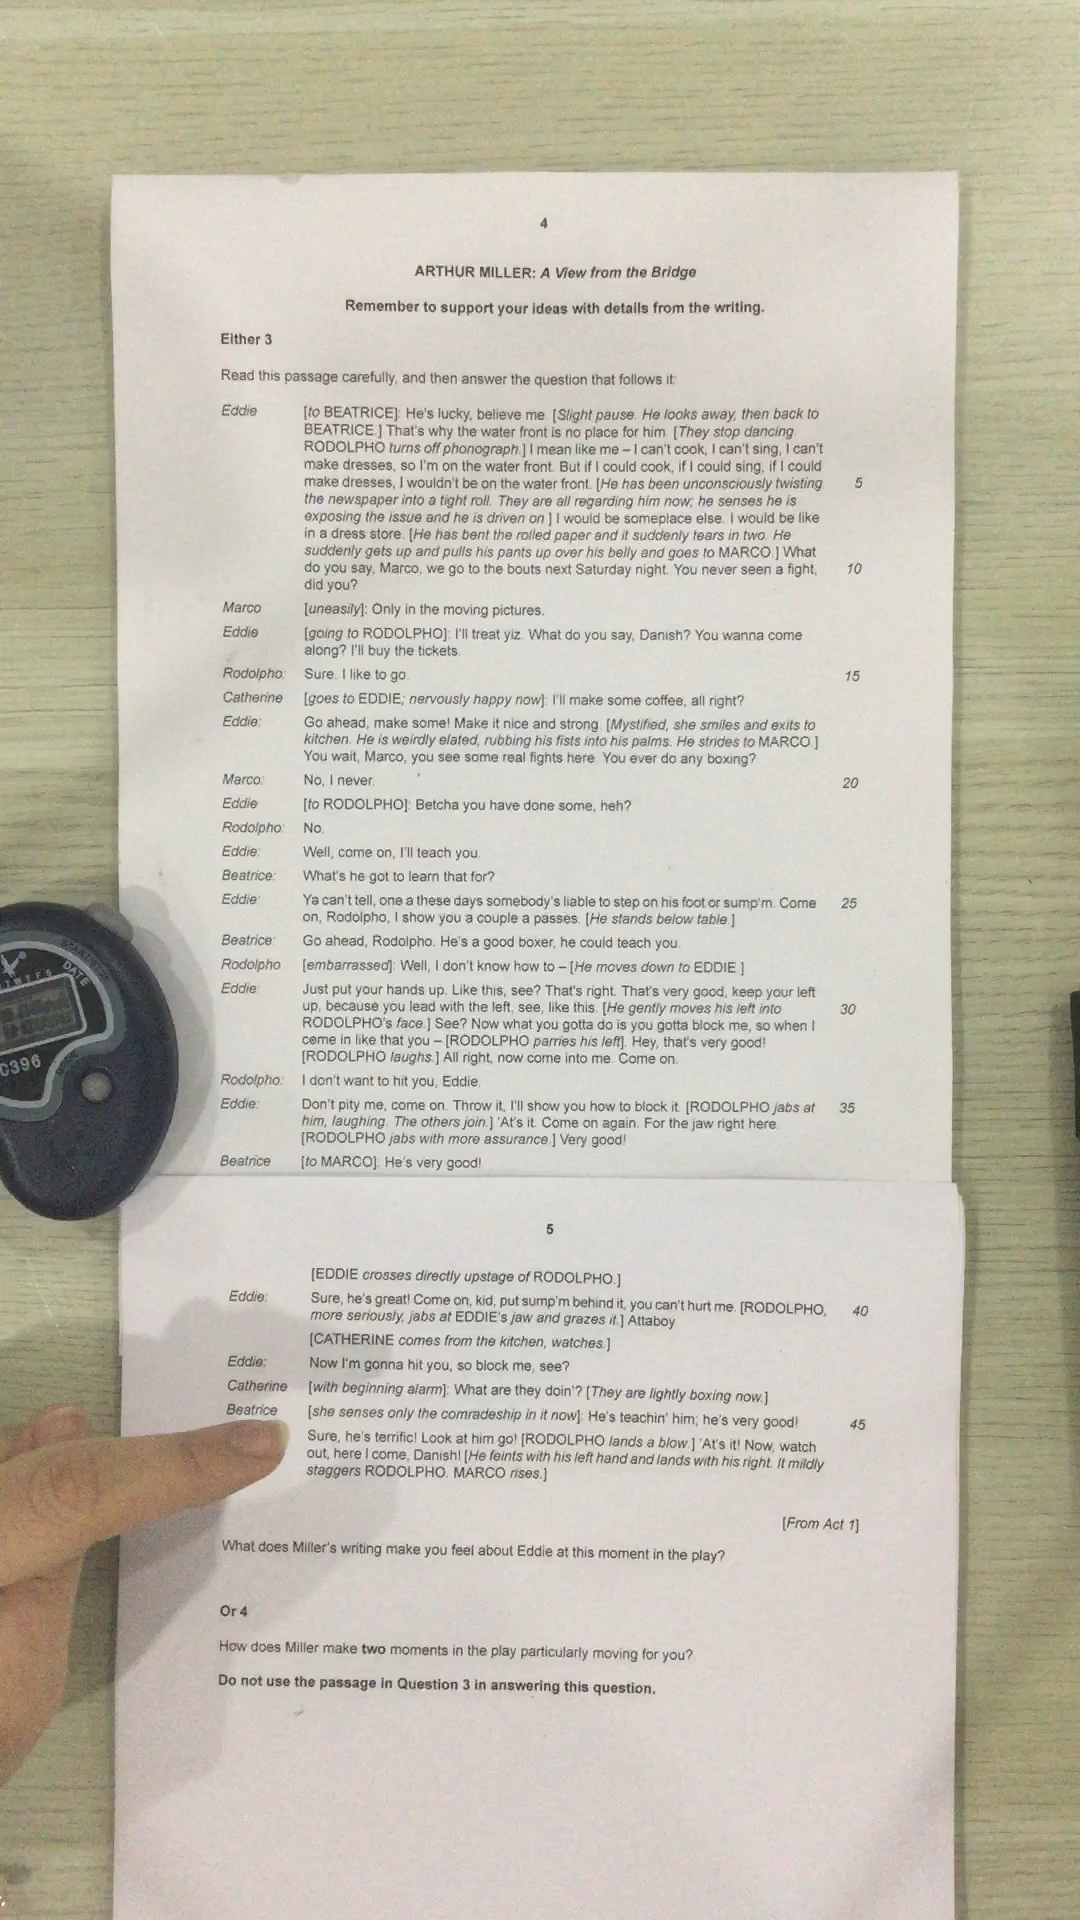 4
ARTHUR MILLER: A View from the Bridge
Remember to support your ideas with details from the writing.
Either 3
Read this passage carefully, and then answer the question that follows it:
Eddie [to BEATRICE]: He's lucky, believe me. [Slight pause. He looks away, then back to
BEATRICE.] That's why the water front is no place for him. [They stop dancing.
RODOLPHO turns off phonograph.] I mean like me – I can't cook, I can't sing, I can't
make dresses, so I'm on the water front. But if I could cook, if I could sing, if I could
make dresses, I wouldn't be on the water front. [He has been unconsciously twisting 5
the newspaper into a tight roll. They are all regarding him now; he senses he is
exposing the issue and he is driven on.] I would be someplace else. I would be like
in a dress store. [He has bent the rolled paper and it suddenly tears in two. He
suddenly gets up and pulls his pants up over his belly and goes to MARCO.] What
do you say, Marco, we go to the bouts next Saturday night. You never seen a fight, 10
did you?
Marco [uneasily]: Only in the moving pictures.
Eddie [going to RODOLPHO]: I'll treat yiz. What do you say, Danish? You wanna come
along? I'll buy the tickets.
Rodolpho: Sure. I like to go. 15
Catherine [goes to EDDIE; nervously happy now]: I'll make some coffee, all right?
Eddie: Go ahead, make some! Make it nice and strong. [Mystified, she smiles and exits to
kitchen. He is weirdly elated, rubbing his fists into his palms. He strides to MARCO.]
You wait, Marco, you see some real fights here. You ever do any boxing?
Marco: No, I never. 20
Eddie [to RODOLPHO]: Betcha you have done some, heh?
Rodolpho: No.
Eddie: Well, come on, I'll teach you.
Beatrice: What's he got to learn that for?
Eddie: Ya can't tell, one a these days somebody's liable to step on his foot or sump'm. Come 25
on, Rodolpho, I show you a couple a passes. [He stands below table.]
Beatrice: Go ahead, Rodolpho. He's a good boxer, he could teach you.
Rodolpho [embarrassed]: Well, I don't know how to – [He moves down to EDDIE.]
Eddie: Just put your hands up. Like this, see? That's right. That's very good, keep your left
up, because you lead with the left, see, like this. [He gently moves his left into 30
RODOLPHO's face.] See? Now what you gotta do is you gotta block me, so when I
come in like that you – [RODOLPHO parries his left]. Hey, that's very good!
[RODOLPHO laughs.] All right, now come into me. Come on.
Rodolpho: I don't want to hit you, Eddie.
Eddie: Don't pity me, come on. Throw it, I'll show you how to block it. [RODOLPHO jabs at 35
him, laughing. The others join.] 'At's it. Come on again. For the jaw right here.
[RODOLPHO jabs with more assurance.] Very good!
Beatrice [to MARCO]: He's very good!
5
[EDDIE crosses directly upstage of RODOLPHO.]
Eddie: Sure, he's great! Come on, kid, put sump'm behind it, you can't hurt me. [RODOLPHO, 40
more seriously, jabs at EDDIE's jaw and grazes it.] Attaboy.
[CATHERINE comes from the kitchen, watches.]
Eddie: Now I'm gonna hit you, so block me, see?
Catherine [with beginning alarm]: What are they doin'? [They are lightly boxing now.]
Beatrice [she senses only the comradeship in it now]: He's teachin' him; he's very good! 45
Sure, he's terrific! Look at him go! [RODOLPHO lands a blow.] 'At's it! Now, watch
out, here I come, Danish! [He feints with his left hand and lands with his right. It mildly
staggers RODOLPHO. MARCO rises.]
[From Act 1]
What does Miller's writing make you feel about Eddie at this moment in the play?
Or 4
How does Miller make two moments in the play particularly moving for you?
Do not use the passage in Question 3 in answering this question.
DATE
C396